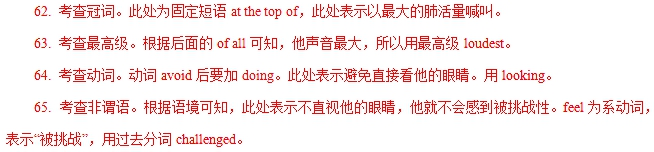 62. 考查冠词。此处为固定短语 at the top of，此处表示以最大的肺活量喊叫。
63. 考查最高级。根据后面的 of all 可知，他声音最大，所以用最高级 loudest。
64. 考查动词。动词 avoid 后要加 doing。此处表示避免直接看他的眼睛。用 looking。
65. 考查非谓语。根据语境可知，此处表示不直视他的眼睛，他就不会感到被挑战性。feel 为系动词，
表示“被挑战”，用过去分词 challenged。